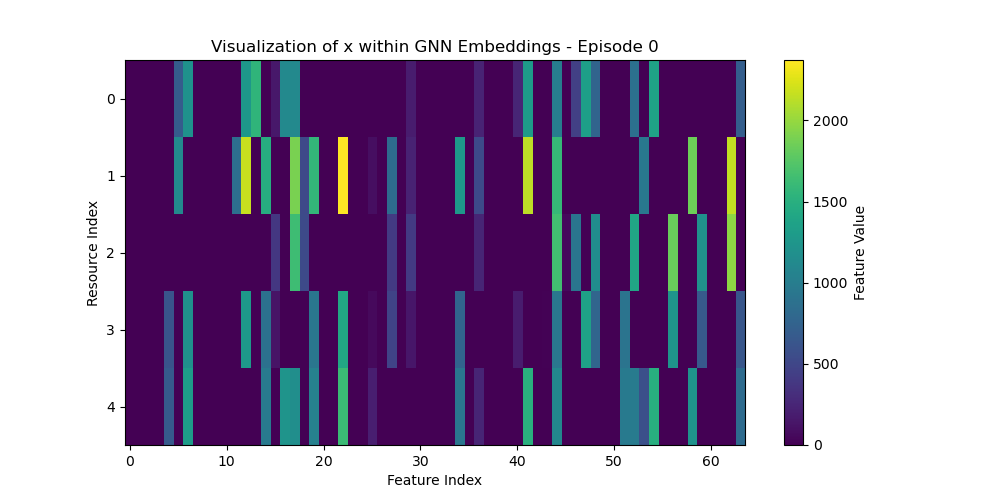 Visualization of x within GNN Embeddings - Episode 0
Resource Index
0
1
2
3
4
0 10 20 30 40 50 60
Feature Index
2000
1500
1000
500
0
Feature Value